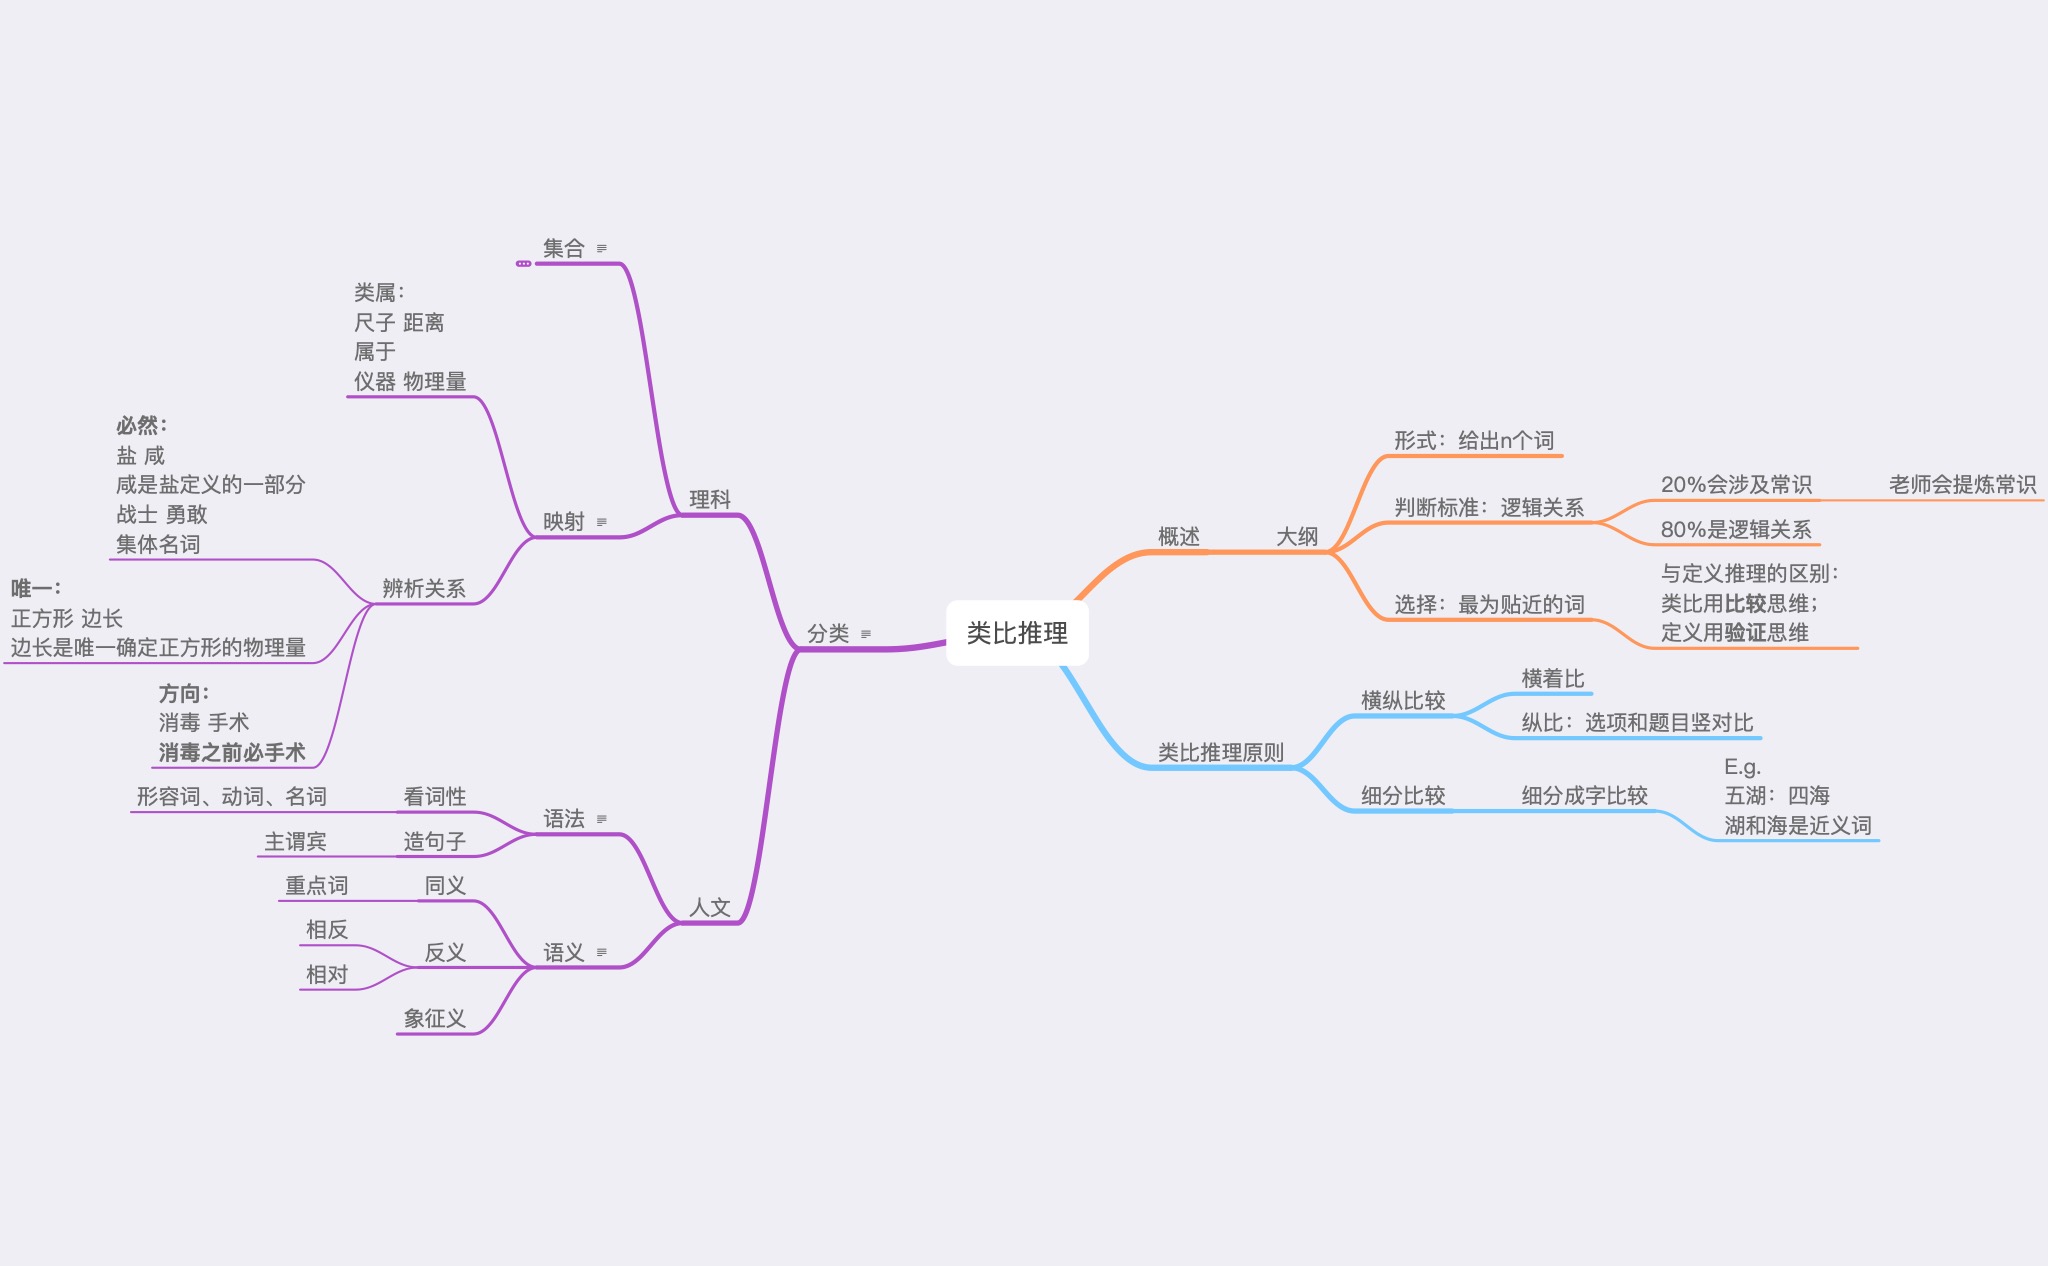 类比推理
概述
大纲
形式：给出n个词
判断标准：逻辑关系
20%会涉及常识
老师会提炼常识
80%是逻辑关系
选择：最为贴近的词
与定义推理的区别：
类比用比较思维；
定义用验证思维
类比推理原则
横纵比较
横着比
纵比：选项和题目竖对比
细分比较
细分成字比较
E.g.
五湖：四海
湖和海是近义词
分类
理科
集合
映射
类属：
尺子 距离
属于
仪器 物理量
辨析关系
必然：
盐 咸
咸是盐定义的一部分
战士 勇敢
集体名词
唯一：
正方形 边长
边长是唯一确定正方形的物理量
方向：
消毒 手术
消毒之前必手术
人文
语法
看词性
形容词、动词、名词
造句子
主谓宾
语义
同义
重点词
反义
相反
相对
象征义